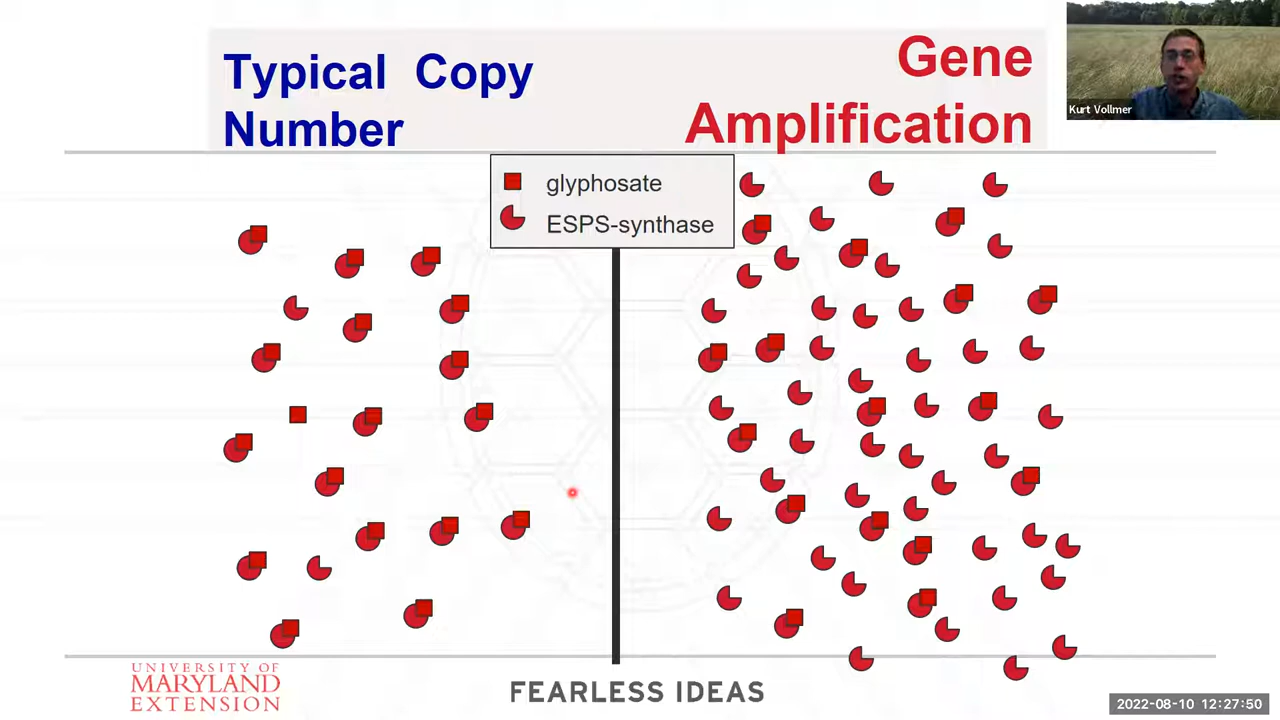 Typical Copy
Number
Gene
Amplification
Kurt Vollmer
glyphosate
ESPS-synthase
UNIVERSITY OF
MARYLAND
EXTENSION
FEARLESS IDEAS
2022-08-10 12:27:50